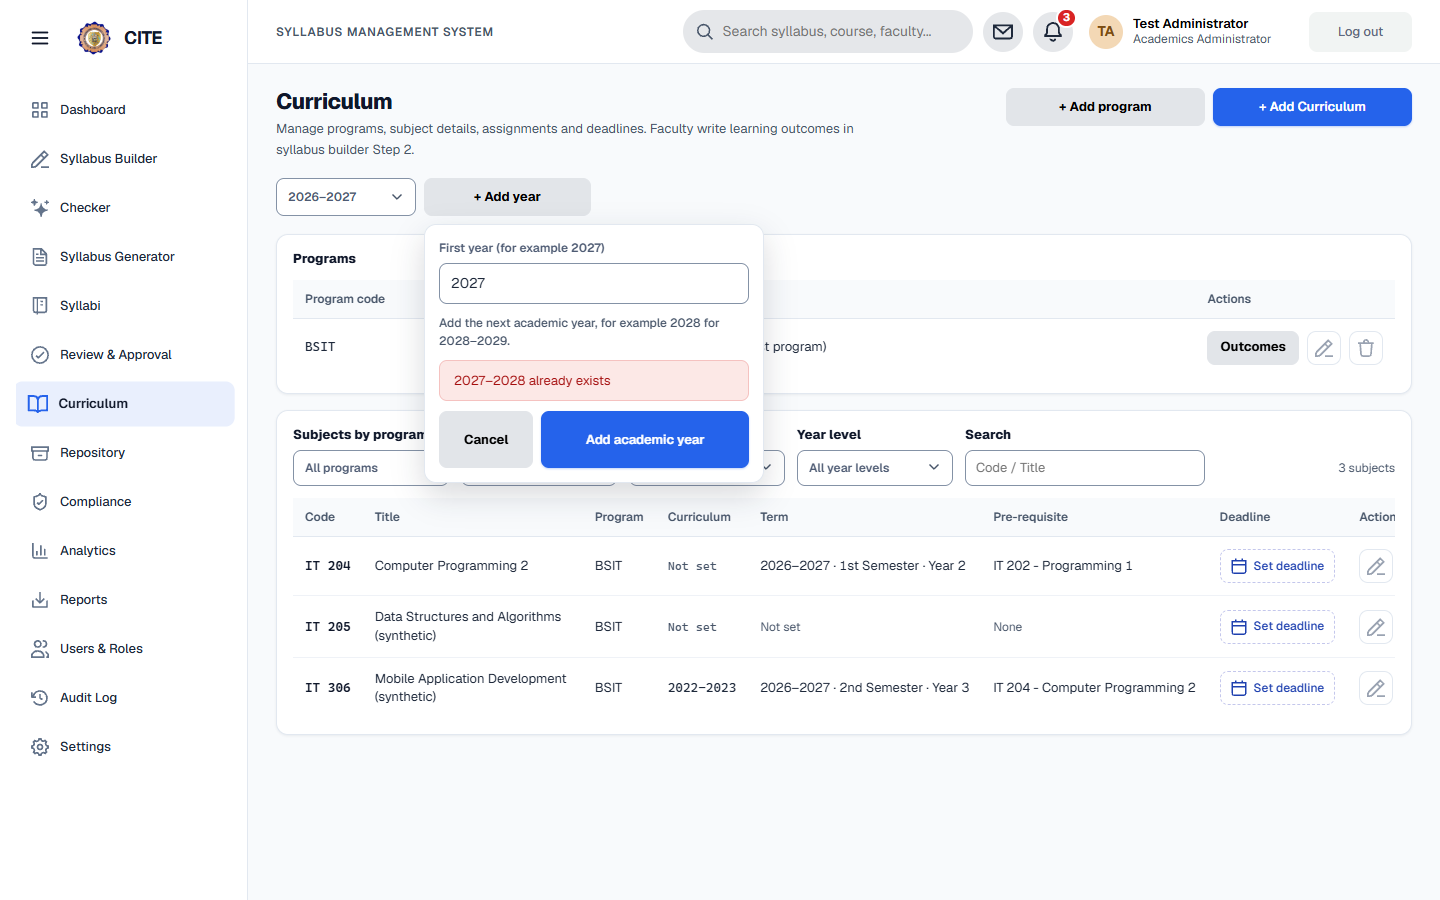 CITE
SYLLABUS MANAGEMENT SYSTEM
Search syllabus, course, faculty...
3
TA
Test Administrator
Academics Administrator
Log out
Dashboard
Syllabus Builder
Checker
Syllabus Generator
Syllabi
Review & Approval
Curriculum
Repository
Compliance
Analytics
Reports
Users & Roles
Audit Log
Settings
Curriculum
Manage programs, subject details, assignments and deadlines. Faculty write learning outcomes in
syllabus builder Step 2.
+ Add program
+ Add Curriculum
2026–2027
+ Add year
First year (for example 2027)
2027
Add the next academic year, for example 2028 for
2028–2029.
2027–2028 already exists
Cancel
Add academic year
Programs
Program code
Actions
BSIT
t program)
Outcomes
Subjects by program
Year level
Search
All programs
All year levels
Code / Title
3 subjects
Code Title Program Curriculum Term Pre-requisite Deadline Action
IT 204 Computer Programming 2 BSIT Not set 2026–2027 · 1st Semester · Year 2 IT 202 - Programming 1 Set deadline
IT 205 Data Structures and Algorithms
(synthetic) BSIT Not set Not set None Set deadline
IT 306 Mobile Application Development
(synthetic) BSIT 2022–2023 2026–2027 · 2nd Semester · Year 3 IT 204 - Computer Programming 2 Set deadline